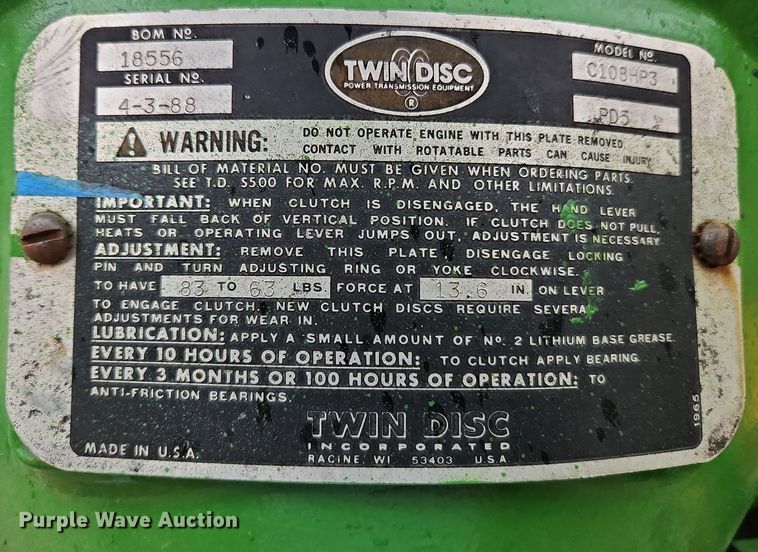 BOM Nº.
18556
SERIAL Nº.
4-3-88
TWIN DISC
POWER TRANSMISSION EQUIPMENT
®
MODEL Nº
C108HP3
PD3
WARNING: DO NOT OPERATE ENGINE WITH THIS PLATE REMOVED
CONTACT WITH ROTATABLE PARTS CAN CAUSE INJURY
BILL OF MATERIAL NO. MUST BE GIVEN WHEN ORDERING PARTS
SEE T.D. S500 FOR MAX. R.P.M. AND OTHER LIMITATIONS.
IMPORTANT: WHEN CLUTCH IS DISENGAGED, THE HAND LEVER
MUST FALL BACK OF VERTICAL POSITION. IF CLUTCH DOES NOT PULL,
HEATS OR OPERATING LEVER JUMPS OUT, ADJUSTMENT IS NECESSARY
ADJUSTMENT: REMOVE THIS PLATE, DISENGAGE LOCKING
PIN AND TURN ADJUSTING RING OR YOKE CLOCKWISE.
TO HAVE 83 TO 63 LBS. FORCE AT 13.6 IN. ON LEVER
TO ENGAGE CLUTCH. NEW CLUTCH DISCS REQUIRE SEVERA
ADJUSTMENTS FOR WEAR IN.
LUBRICATION: APPLY A SMALL AMOUNT OF Nº. 2 LITHIUM BASE GREASE.
EVERY 10 HOURS OF OPERATION: TO CLUTCH APPLY BEARING.
EVERY 3 MONTHS OR 100 HOURS OF OPERATION: TO
ANTI-FRICTION BEARINGS.
TWIN DISC
INCORPORATED
RACINE, WI 53403 U.S.A.
MADE IN U.S.A.
1965
Purple Wave Auction